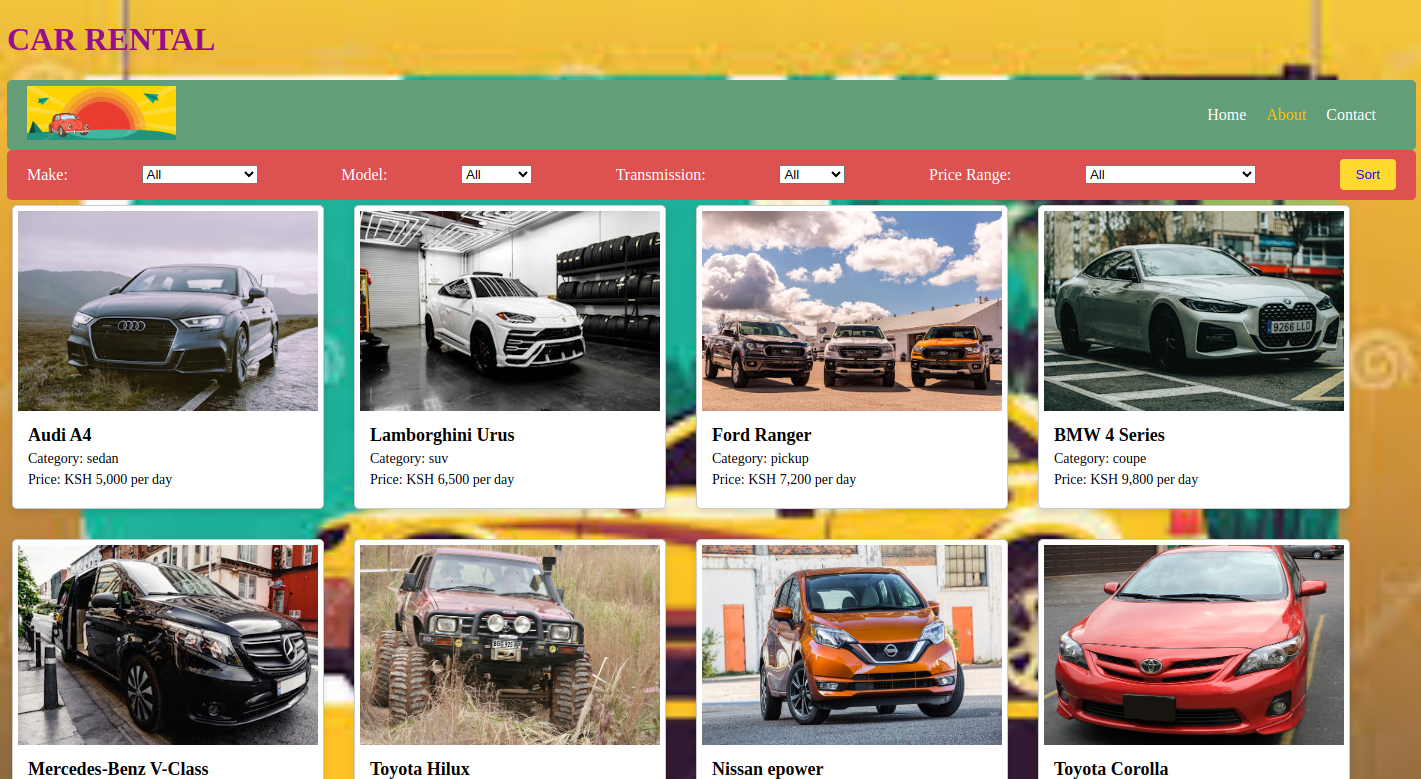 CAR RENTAL
Home About Contact
Make: All Model: All Transmission: All Price Range: All Sort
9266 LLD
Audi A4 Lamborghini Urus Ford Ranger BMW 4 Series
Category: sedan Category: suv Category: pickup Category: coupe
Price: KSH 5,000 per day Price: KSH 6,500 per day Price: KSH 7,200 per day Price: KSH 9,800 per day
Mercedes-Benz V-Class Toyota Hilux Nissan epower Toyota Corolla